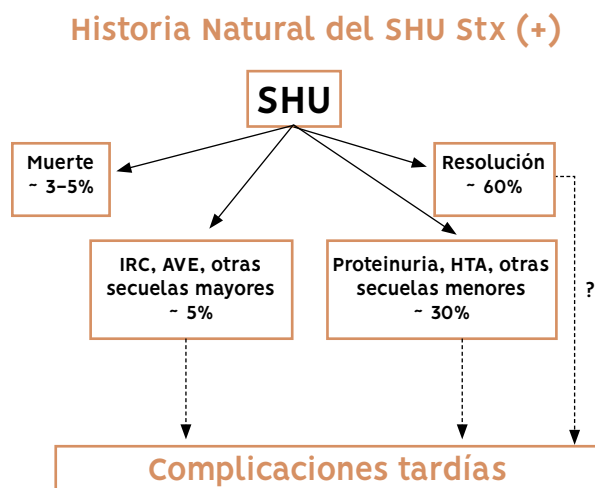 Historia Natural del SHU Stx (+)
SHU
Muerte
~ 3–5%
Resolución
~ 60%
IRC, AVE, otras
secuelas mayores
~ 5%
Proteinuria, HTA, otras
secuelas menores
~ 30%
?
Complicaciones tardías